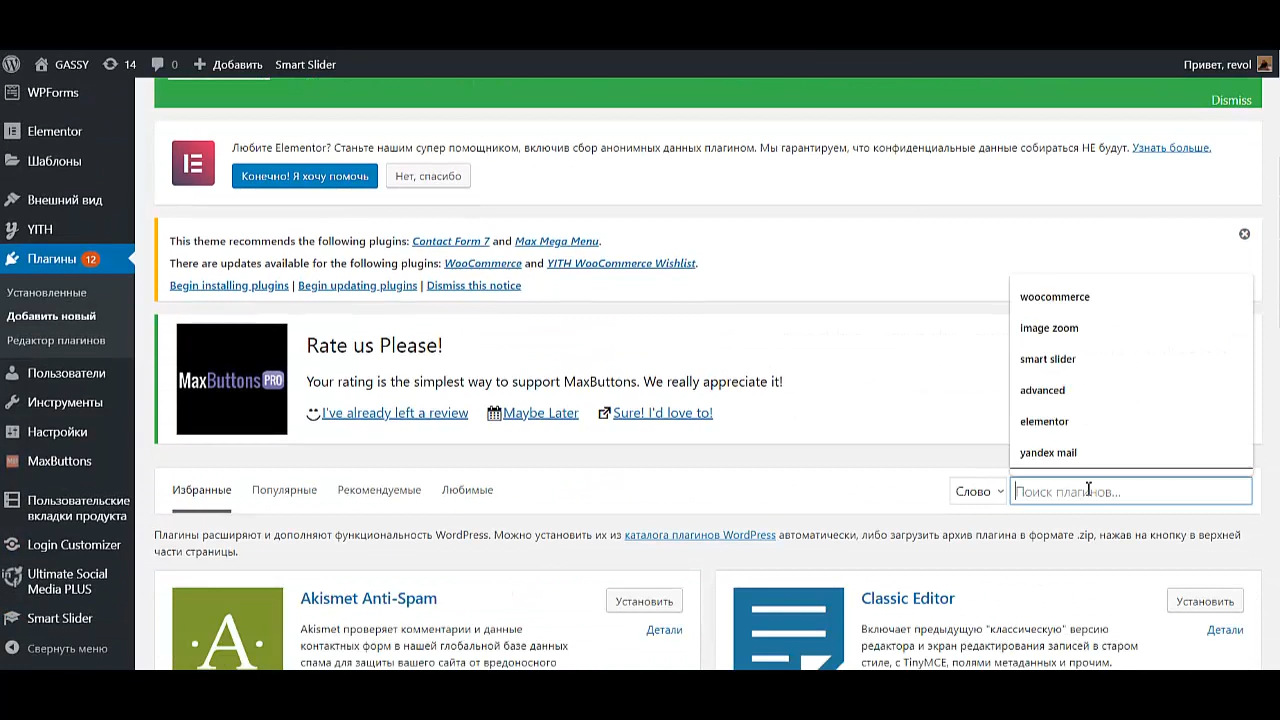 GASSY 14 0 Добавить Smart Slider Привет, revol
WPForms
Elementor
Шаблоны
Внешний вид
YITH
Плагины 12
Установленные
Добавить новый
Редактор плагинов
Пользователи
Инструменты
Настройки
MaxButtons
Пользовательские
вкладки продукта
Login Customizer
Ultimate Social
Media PLUS
Smart Slider
Свернуть меню
Dismiss
Любите Elementor? Станьте нашим супер помощником, включив сбор анонимных данных плагином. Мы гарантируем, что конфиденциальные данные собираться НЕ будут. Узнать больше.
Конечно! Я хочу помочь Нет, спасибо
This theme recommends the following plugins: Contact Form 7 and Max Mega Menu.
There are updates available for the following plugins: WooCommerce and YITH WooCommerce Wishlist.
Begin installing plugins | Begin updating plugins | Dismiss this notice
MaxButtons PRO
Rate us Please!
Your rating is the simplest way to support MaxButtons. We really appreciate it!
I've already left a review Maybe Later Sure! I'd love to!
woocommerce
image zoom
smart slider
advanced
elementor
yandex mail
Избранные Популярные Рекомендуемые Любимые Слово Поиск плагинов...
Плагины расширяют и дополняют функциональность WordPress. Можно установить их из каталога плагинов WordPress автоматически, либо загрузить архив плагина в формате .zip, нажав на кнопку в верхней
части страницы.
Akismet Anti-Spam Установить
Akismet проверяет комментарии и данные Детали
контактных форм в нашей глобальной базе данных
спама для защиты вашего сайта от вредоносного
Classic Editor Установить
Включает предыдущую "классическую" версию Детали
редактора и экран редактирования записей в старом
стиле, с TinyMCE, полями метаданных и прочим.